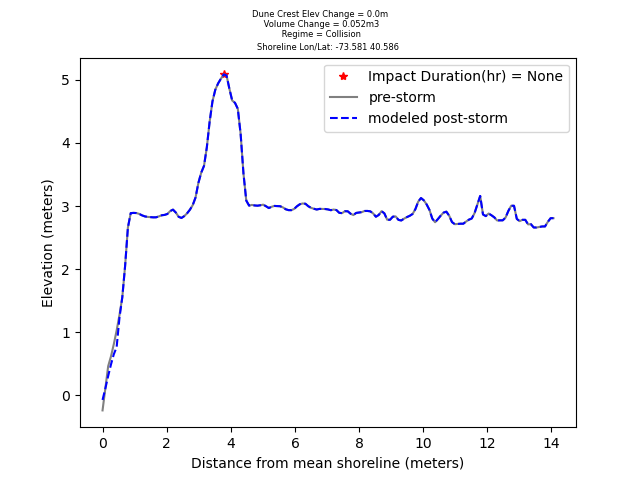 Dune Crest Elev Change = 0.0m
Volume Change = 0.052m3
Regime = Collision
Shoreline Lon/Lat: -73.581 40.586
Impact Duration(hr) = None
pre-storm
modeled post-storm
Elevation (meters)
5
4
3
2
1
0
0 2 4 6 8 10 12 14
Distance from mean shoreline (meters)